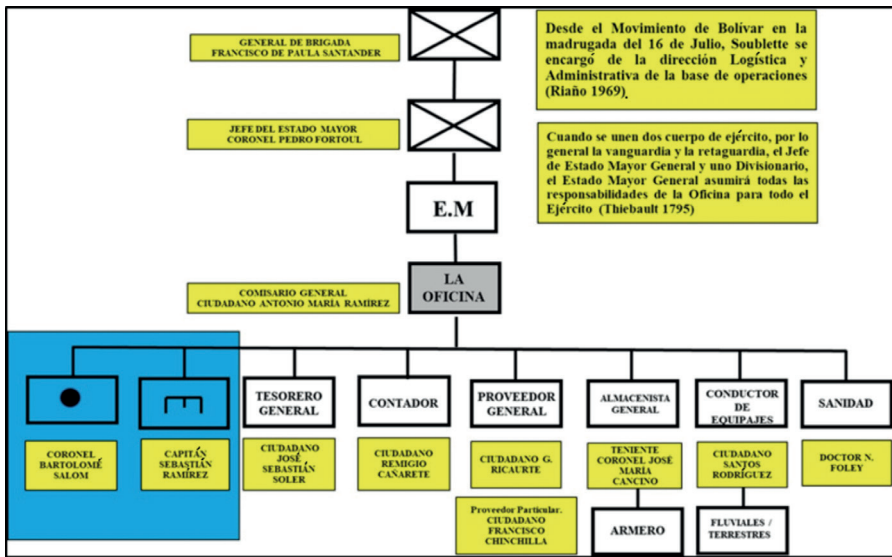 GENERAL DE BRIGADA
FRANCISCO DE PAULA SANTANDER
Desde el Movimiento de Bolívar en la
madrugada del 16 de Julio, Soublette se
encargó de la dirección Logística y
Administrativa de la base de operaciones
(Riaño 1969).
JEFE DEL ESTADO MAYOR
CORONEL PEDRO FORTOUL
Cuando se unen dos cuerpo de ejército, por lo
general la vanguardia y la retaguardia, el Jefe
de Estado Mayor General y uno Divisionario,
el Estado Mayor General asumirá todas las
responsabilidades de la Oficina para todo el
Ejército (Thiebault 1795)
E.M
LA
OFICINA
COMISARIO GENERAL
CIUDADANO ANTONIO MARÍA RAMÍREZ
TESORERO
GENERAL
CONTADOR
PROVEEDOR
GENERAL
ALMACENISTA
GENERAL
CONDUCTOR
DE
EQUIPAJES
SANIDAD
CORONEL
BARTOLOMÉ
SALOM
CAPITÁN
SEBASTIÁN
RAMÍREZ
CIUDADANO
JOSÉ
SEBASTIÁN
SOLER
CIUDADANO
REMIGIO
CAÑARETE
CIUDADANO G.
RICAURTE
TENIENTE
CORONEL JOSÉ
MARÍA
CANCINO
CIUDADANO
SANTOS
RODRÍGUEZ
DOCTOR N.
FOLEY
Proveedor Particular.
CIUDADANO
FRANCISCO
CHINCHILLA
ARMERO
FLUVIALES /
TERRESTRES